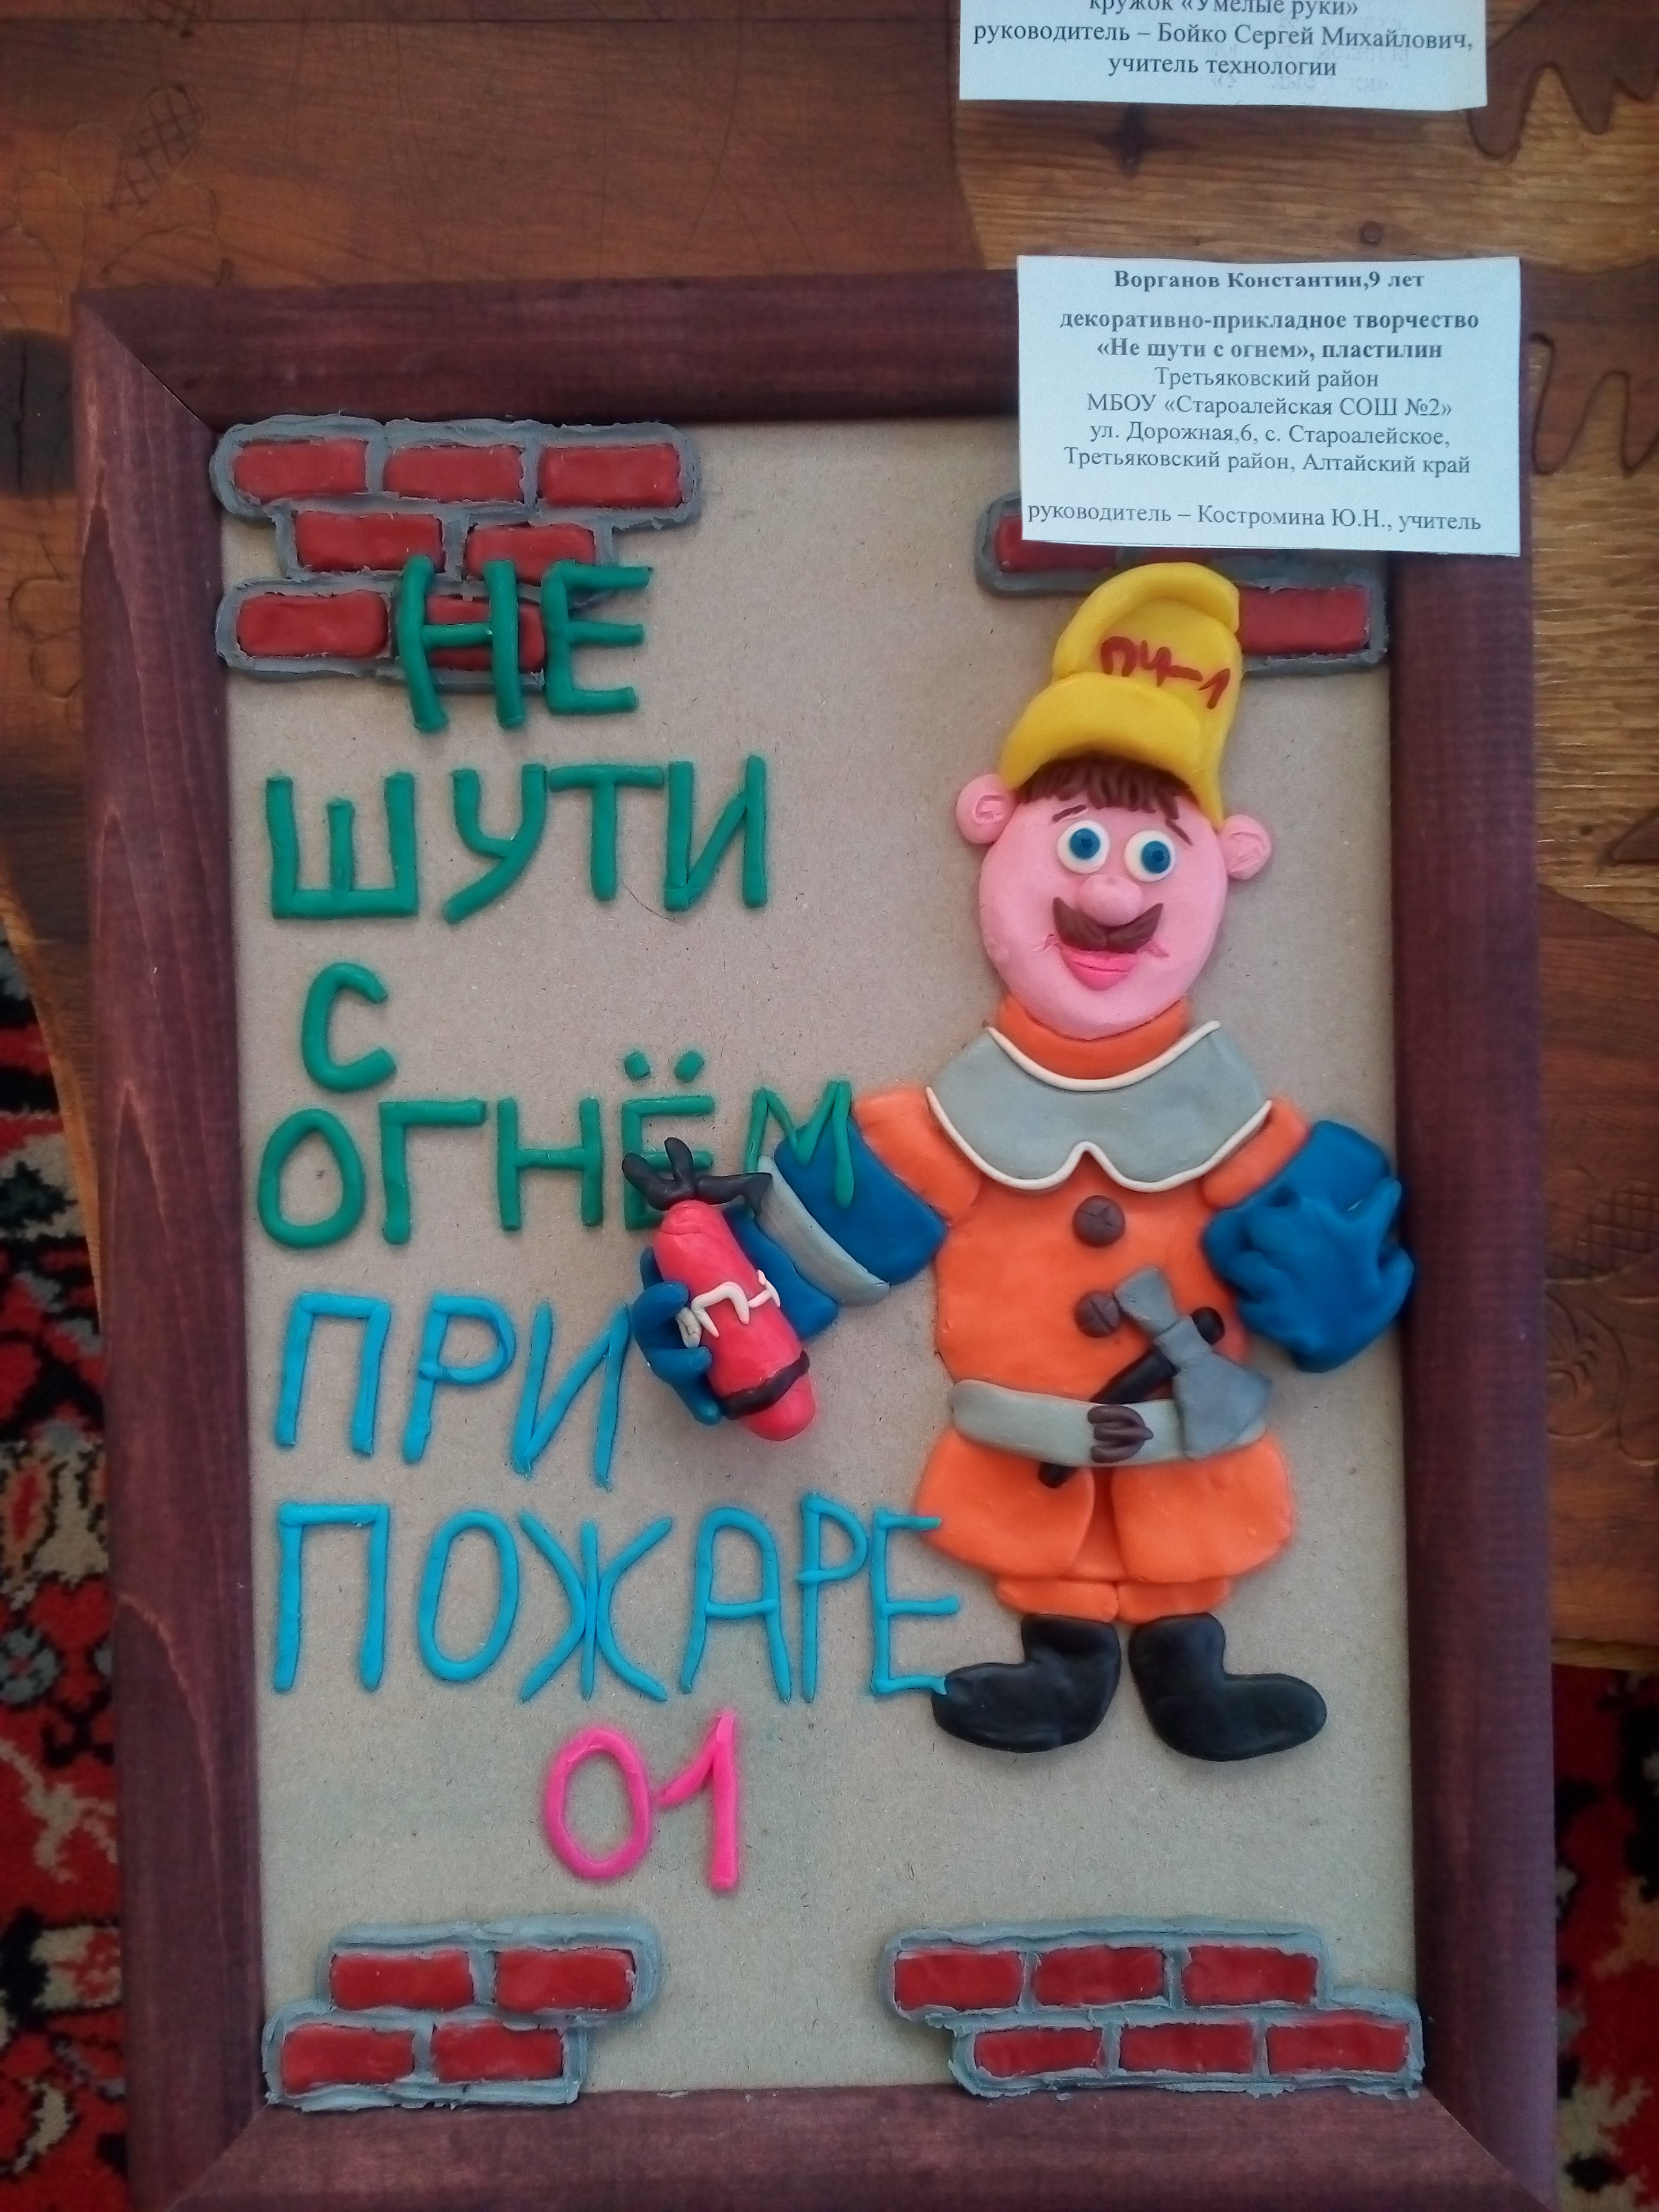 кружок «Умелые руки»
руководитель – Бойко Сергей Михайлович,
учитель технологии
Ворганов Константин,9 лет
декоративно-прикладное творчество
«Не шути с огнем», пластилин
Третьяковский район
МБОУ «Староалейская СОШ №2»
ул. Дорожная,6, с. Староалейское,
Третьяковский район, Алтайский край
руководитель – Костромина Ю.Н., учитель
ПЧ-1
НЕ
ШУТИ
С
ОГНЁМ
ПРИ
ПОЖАРЕ
01